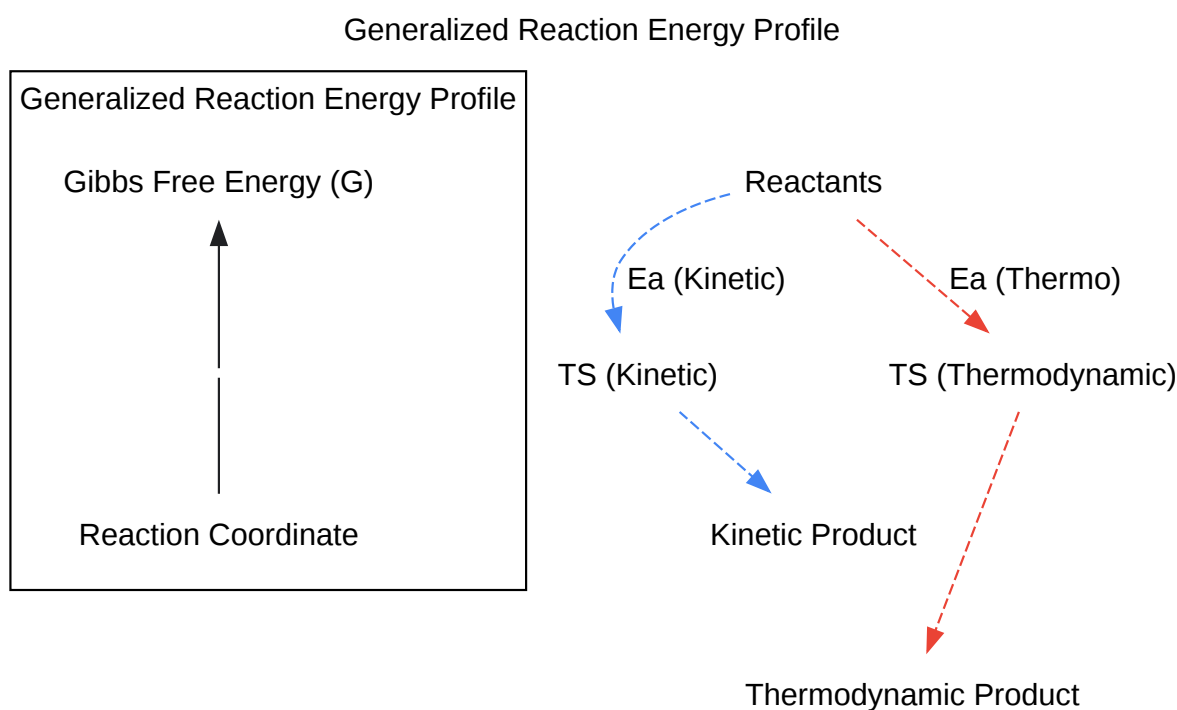 Generalized Reaction Energy Profile
Generalized Reaction Energy Profile
Gibbs Free Energy (G)
Reaction Coordinate
Reactants
Ea (Kinetic)
Ea (Thermo)
TS (Kinetic)
TS (Thermodynamic)
Kinetic Product
Thermodynamic Product